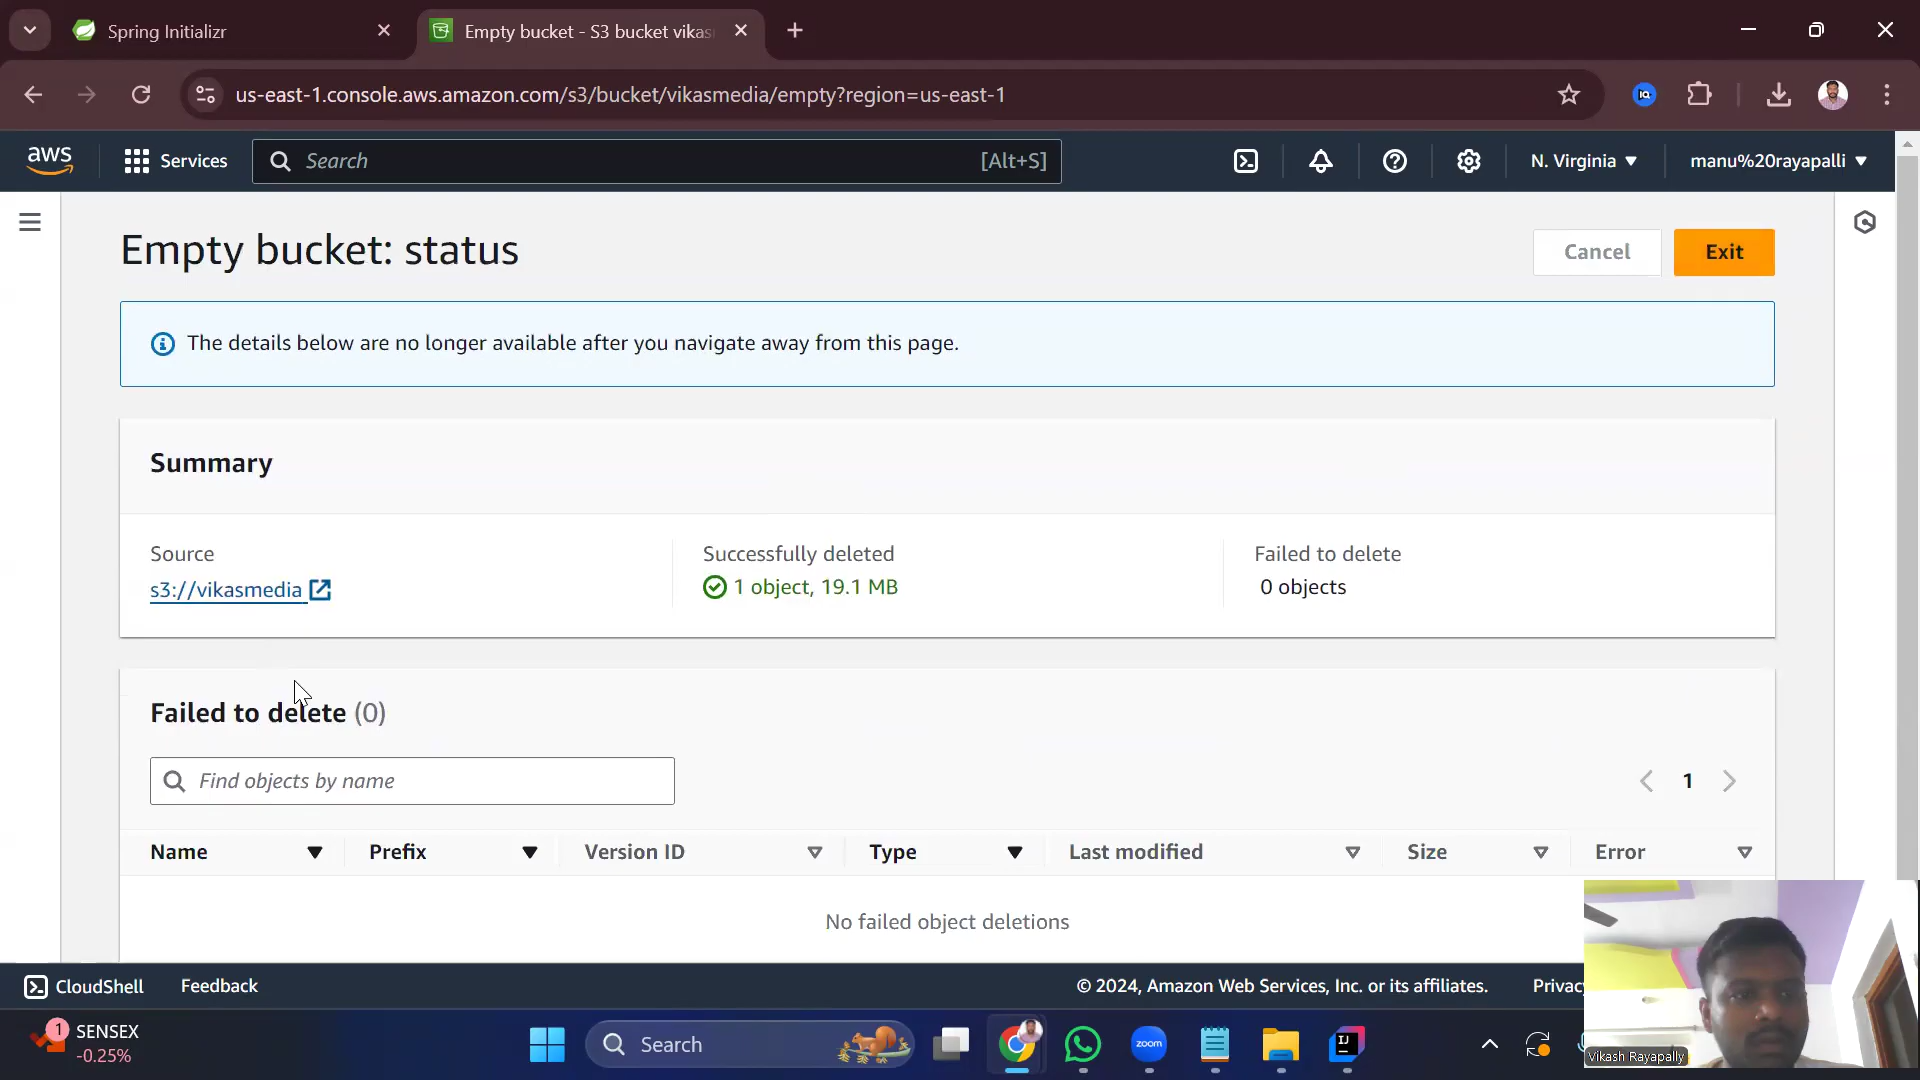 Spring Initializr
Empty bucket - S3 bucket vikas
us-east-1.console.aws.amazon.com/s3/bucket/vikasmedia/empty?region=us-east-1
aws
Services
Search
[Alt+S]
N. Virginia
manu%20rayapalli
Empty bucket: status
Cancel
Exit
The details below are no longer available after you navigate away from this page.
Summary
Source
s3://vikasmedia
Successfully deleted
1 object, 19.1 MB
Failed to delete
0 objects
Failed to delete (0)
Find objects by name
1
Name
Prefix
Version ID
Type
Last modified
Size
Error
No failed object deletions
CloudShell
Feedback
© 2024, Amazon Web Services, Inc. or its affiliates.
Privacy
1
SENSEX
-0.25%
Search
zoom
IJ
Vikash Rayapally